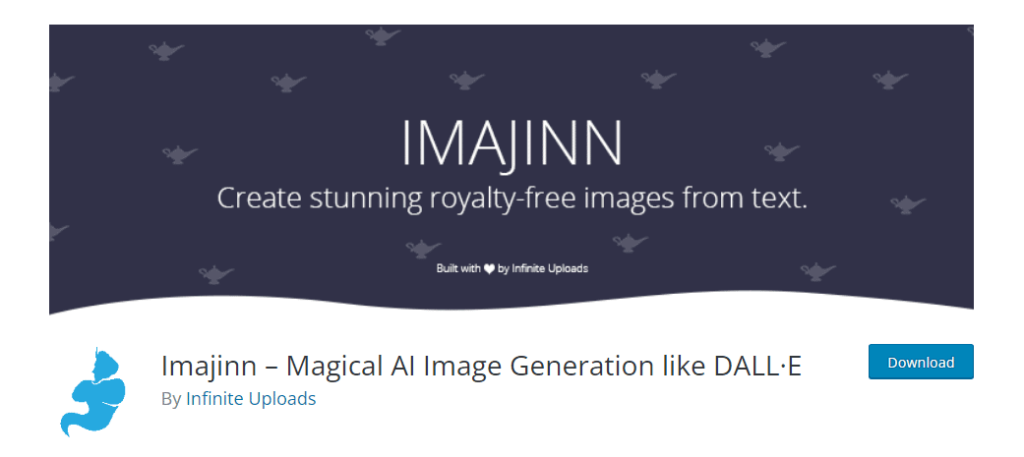 IMAJINN
Create stunning royalty-free images from text.
Built with ♥ by Infinite Uploads
Imajinn – Magical AI Image Generation like DALL·E
Download
By Infinite Uploads